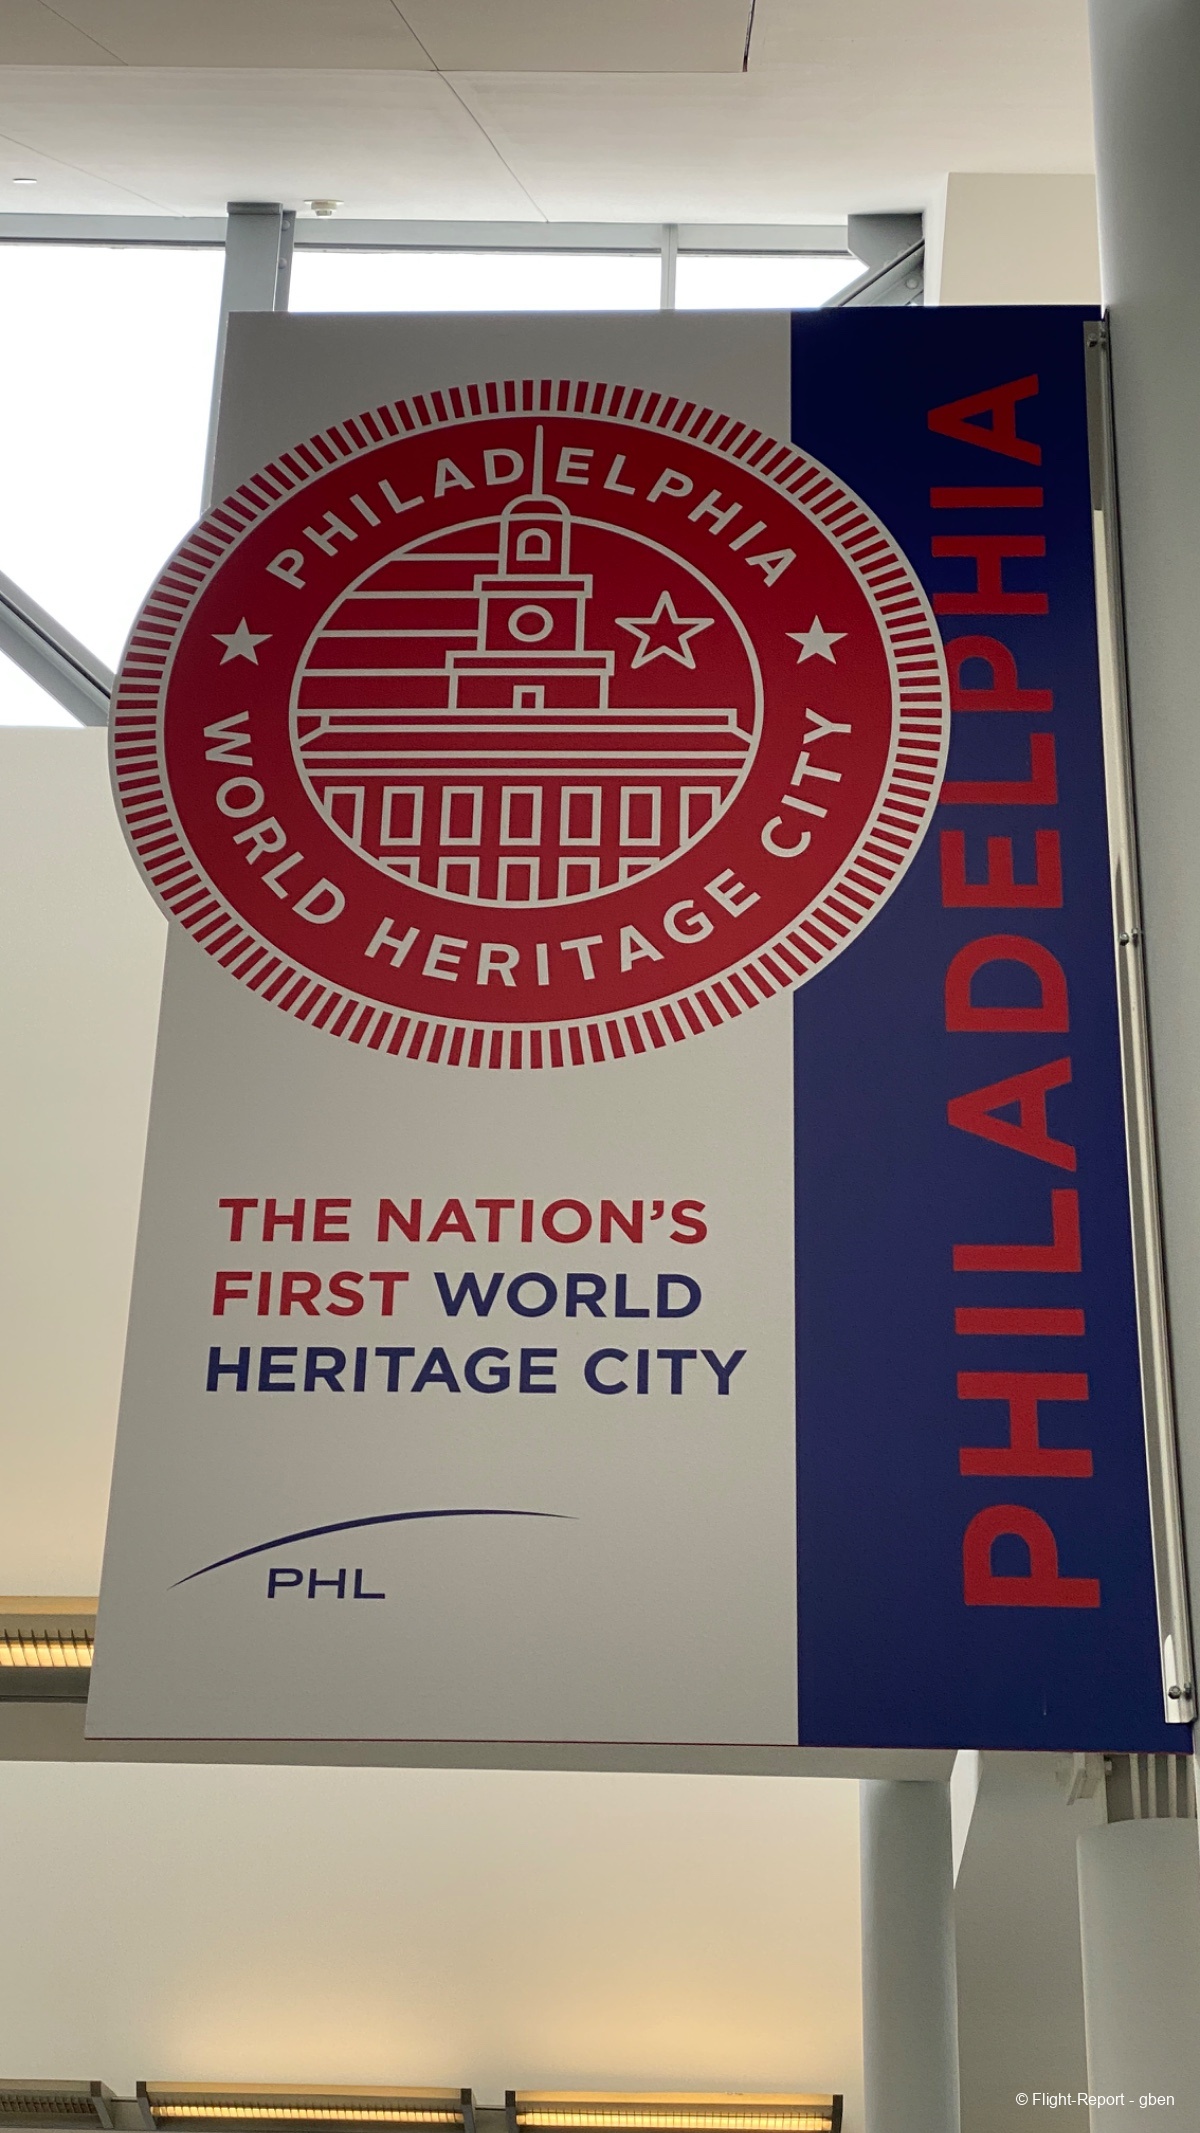 PHILADELPHIA
WORLD HERITAGE CITY
THE NATION'S
FIRST WORLD
HERITAGE CITY
PHL
PHILADELPHIA
© Flight-Report - gben